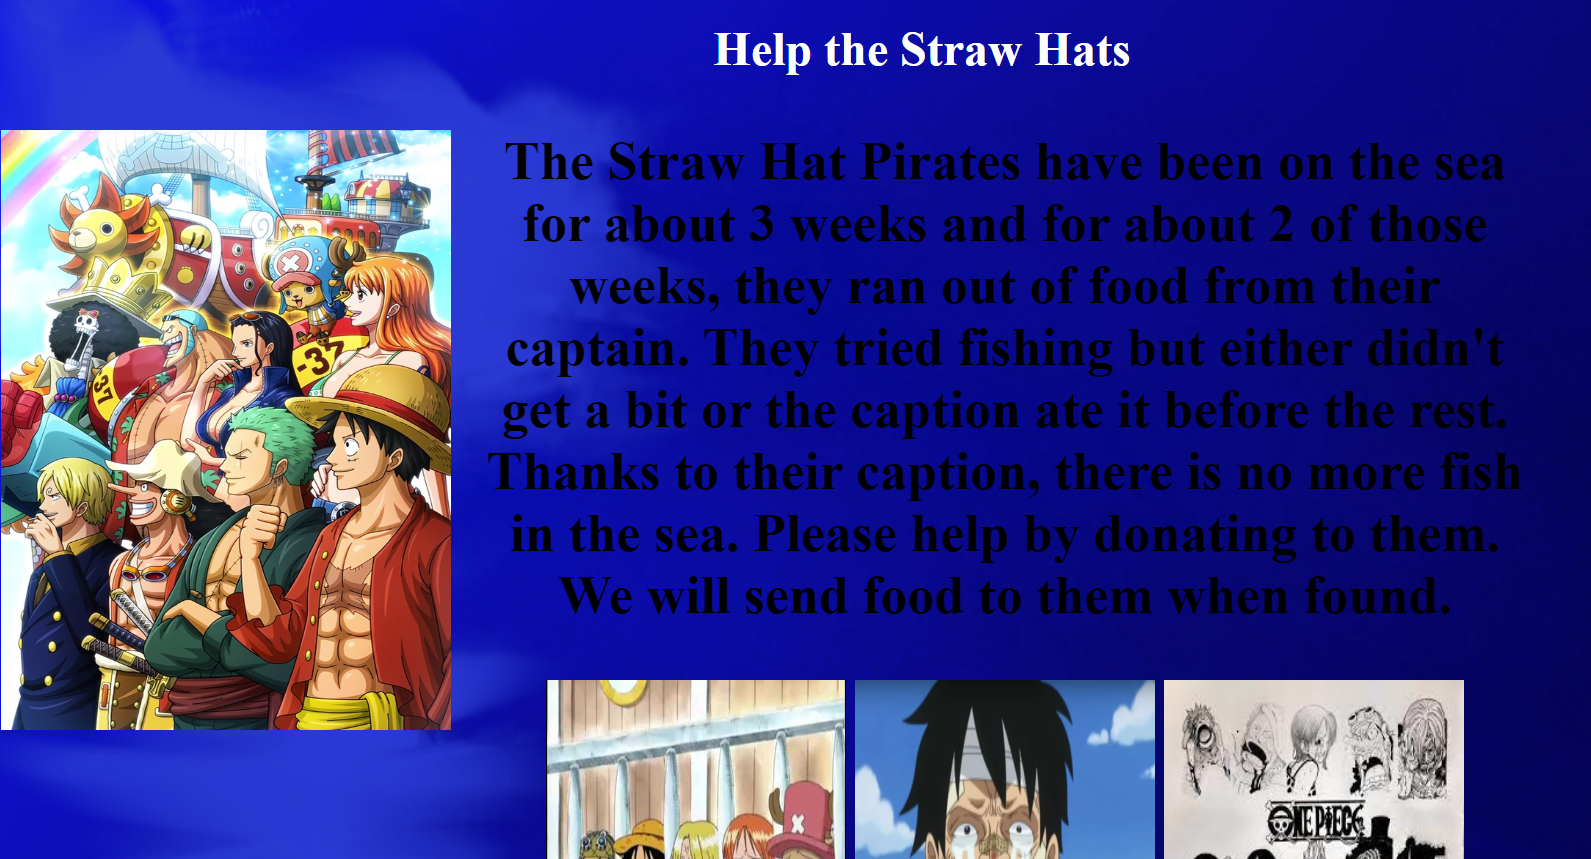 Help the Straw Hats
The Straw Hat Pirates have been on the sea
for about 3 weeks and for about 2 of those
weeks, they ran out of food from their
captain. They tried fishing but either didn't
get a bit or the caption ate it before the rest.
Thanks to their caption, there is no more fish
in the sea. Please help by donating to them.
We will send food to them when found.
37
-37
ONE PIECE